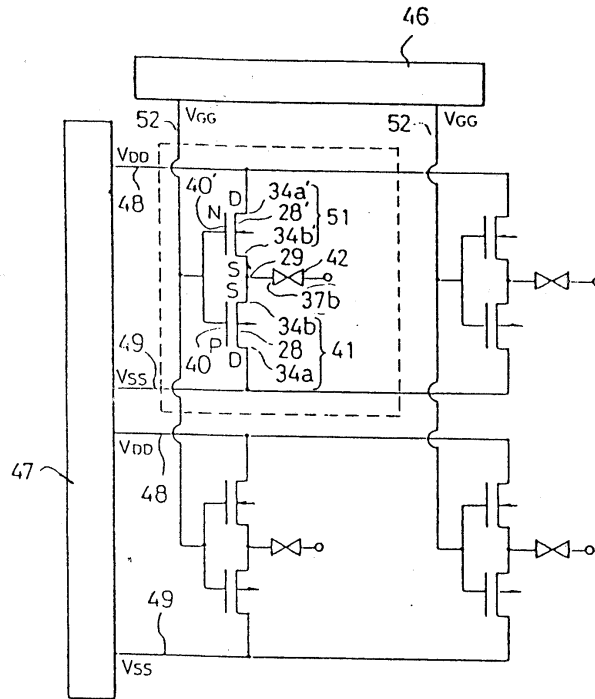 46
52 VGG 52 VGG
VDD
48
40' D 34a'
N 28' 51
34b'
S 29 42
S 37b
34b
49 28 41
40 P D 34a
VSS
VDD
47 48
49
VSS